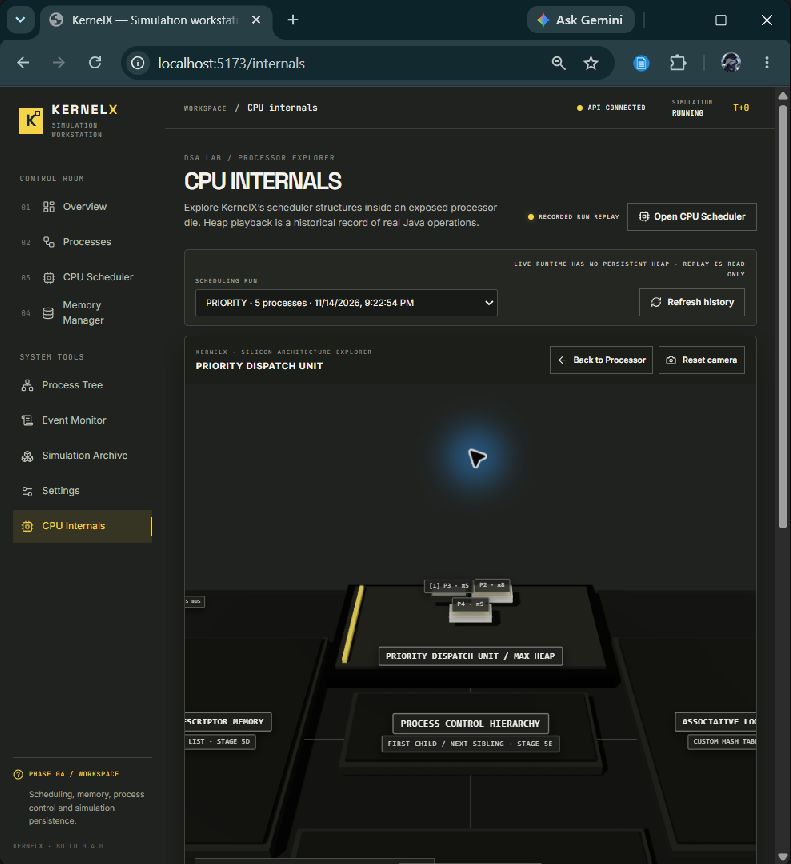 KernelX — Simulation workstat
Ask Gemini
localhost:5173/internals
K
KERNELX
SIMULATION
WORKSTATION
WORKSPACE / CPU internals
API CONNECTED
SIMULATION
RUNNING
T+0
CONTROL ROOM
01 Overview
02 Processes
03 CPU Scheduler
04 Memory
Manager
SYSTEM TOOLS
Process Tree
Event Monitor
Simulation Archive
Settings
CPU Internals
PHASE 6A / WORKSPACE
Scheduling, memory, process
control and simulation
persistence.
DSA LAB / PROCESSOR EXPLORER
CPU INTERNALS
Explore KernelX's scheduler structures inside an exposed processor
die. Heap playback is a historical record of real Java operations.
RECORDED RUN REPLAY
Open CPU Scheduler
LIVE RUNTIME HAS NO PERSISTENT HEAP · REPLAY IS READ
ONLY
SCHEDULING RUN
PRIORITY · 5 processes · 11/14/2026, 9:22:54 PM
Refresh history
KERNELX · SILICON ARCHITECTURE EXPLORER
PRIORITY DISPATCH UNIT
Back to Processor
Reset camera
[1] P3 ·
P2 ·
P4 ·
BUS
PRIORITY DISPATCH UNIT / MAX HEAP
SCRIPTOR MEMORY
LIST · STAGE 5D
PROCESS CONTROL HIERARCHY
FIRST CHILD / NEXT SIBLING · STAGE 5E
ASSOCIATIVE LOO
CUSTOM HASH TABL